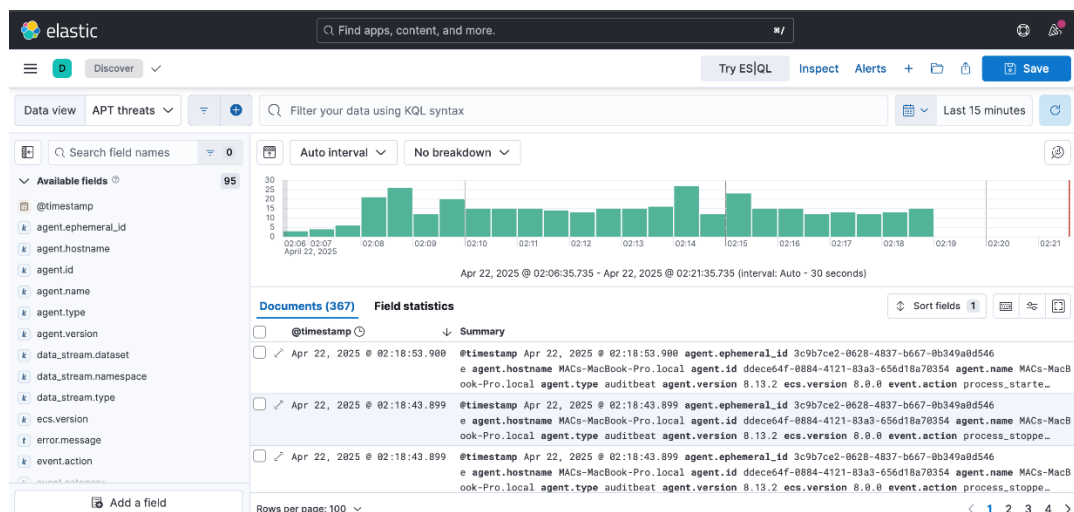 elastic
Find apps, content, and more.
⌘/
D
Discover
Try ES|QL
Inspect
Alerts
Save
Data view
APT threats
Filter your data using KQL syntax
Last 15 minutes
Search field names
0
Auto interval
No breakdown
Available fields
95
@timestamp
k agent.ephemeral_id
k agent.hostname
k agent.id
k agent.name
k agent.type
k agent.version
k data_stream.dataset
k data_stream.namespace
k data_stream.type
k ecs.version
t error.message
k event.action
Add a field
30
25
20
15
10
5
0
02:06 02:07 02:08 02:09 02:10 02:11 02:12 02:13 02:14 02:15 02:16 02:17 02:18 02:19 02:20 02:21
April 22, 2025
Apr 22, 2025 @ 02:06:35.735 - Apr 22, 2025 @ 02:21:35.735 (interval: Auto - 30 seconds)
Documents (367)
Field statistics
Sort fields 1
@timestamp
Summary
Apr 22, 2025 @ 02:18:53.900 @timestamp Apr 22, 2025 @ 02:18:53.900 agent.ephemeral_id 3c9b7ce2-0628-4837-b667-0b349a0d546
e agent.hostname MACs-MacBook-Pro.local agent.id ddece64f-0884-4121-83a3-656d18a70354 agent.name MACs-MacB
ook-Pro.local agent.type auditbeat agent.version 8.13.2 ecs.version 8.0.0 event.action process_starte…
Apr 22, 2025 @ 02:18:43.899 @timestamp Apr 22, 2025 @ 02:18:43.899 agent.ephemeral_id 3c9b7ce2-0628-4837-b667-0b349a0d546
e agent.hostname MACs-MacBook-Pro.local agent.id ddece64f-0884-4121-83a3-656d18a70354 agent.name MACs-MacB
ook-Pro.local agent.type auditbeat agent.version 8.13.2 ecs.version 8.0.0 event.action process_stoppe…
Apr 22, 2025 @ 02:18:43.899 @timestamp Apr 22, 2025 @ 02:18:43.899 agent.ephemeral_id 3c9b7ce2-0628-4837-b667-0b349a0d546
e agent.hostname MACs-MacBook-Pro.local agent.id ddece64f-0884-4121-83a3-656d18a70354 agent.name MACs-MacB
ook-Pro.local agent.type auditbeat agent.version 8.13.2 ecs.version 8.0.0 event.action process_stoppe…
Rows per page: 100
1 2 3 4